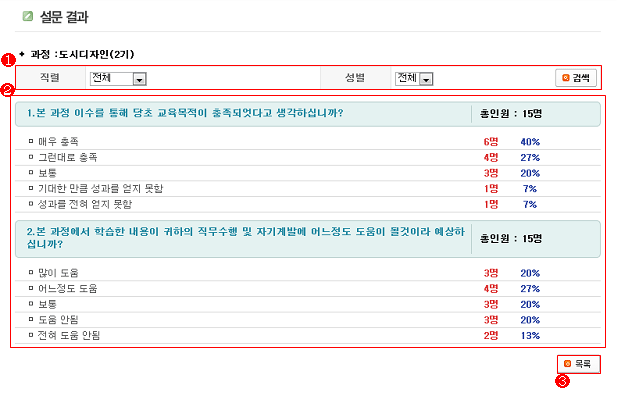 설문 결과
과정 :도시디자인(2기)
1
직렬 전체 성별 전체 검색
2
1.본 과정 이수를 통해 당초 교육목적이 충족되었다고 생각하십니까? 총인원 : 15명
매우 충족 6명 40%
그런대로 충족 4명 27%
보통 3명 20%
기대한 만큼 성과를 얻지 못함 1명 7%
성과를 전혀 얻지 못함 1명 7%
2.본 과정에서 학습한 내용이 귀하의 직무수행 및 자기계발에 어느정도 도움이 될것이라 예상하
십니까? 총인원 : 15명
많이 도움 3명 20%
어느정도 도움 4명 27%
보통 3명 20%
도움 안됨 3명 20%
전혀 도움 안됨 2명 13%
목록
3